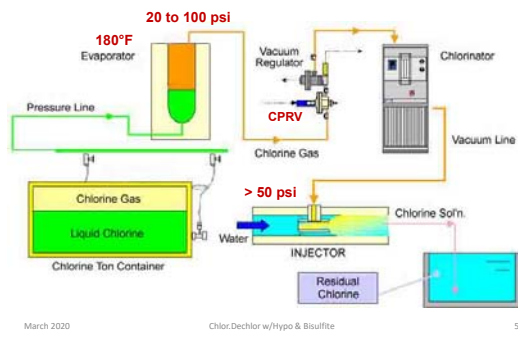 20 to 100 psi
180°F
Evaporator
Vacuum
Regulator
Chlorinator
Pressure Line
CPRV
Chlorine Gas
Vacuum Line
Chlorine Gas
Liquid Chlorine
Chlorine Ton Container
> 50 psi
Water
INJECTOR
Chlorine Sol'n.
Residual
Chlorine
March 2020
Chlor.Dechlor w/Hypo & Bisulfite
5